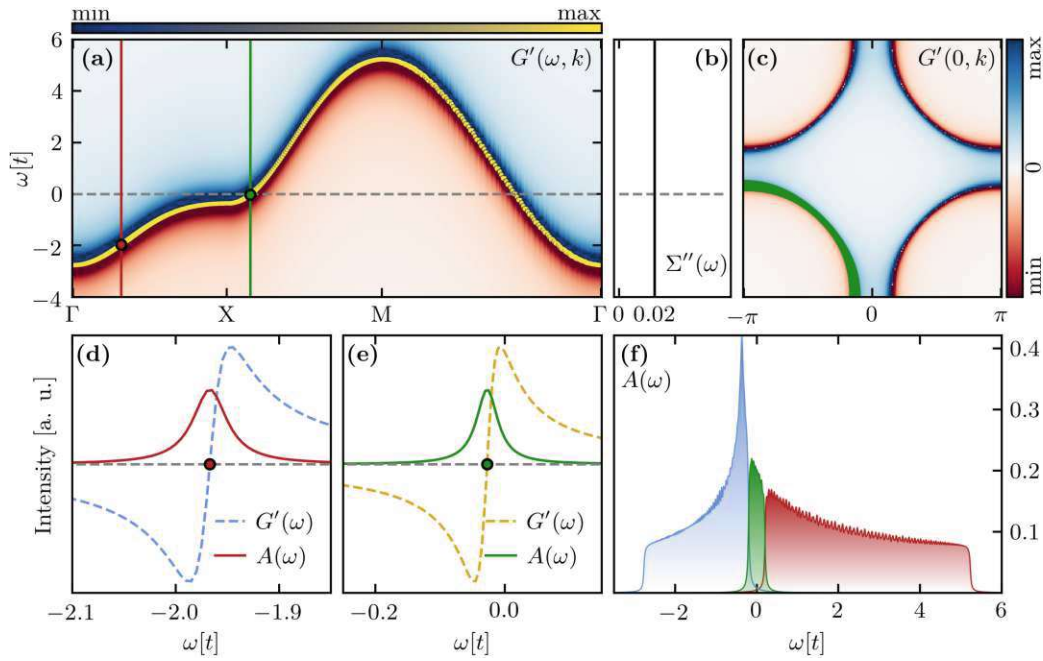 min max
(a) G′(ω, k)
6
4
2
0
−2
−4
ω[t]
Γ X M Γ
(b)
Σ′′(ω)
0 0.02
(c) G′(0, k)
−π 0 π
max
0
min
(d)
Intensity [a. u.]
G′(ω)
A(ω)
−2.1 −2.0 −1.9
ω[t]
(e)
G′(ω)
A(ω)
−0.2 0.0
ω[t]
(f)
A(ω)
0.4
0.3
0.2
0.1
−2 0 2 4 6
ω[t]